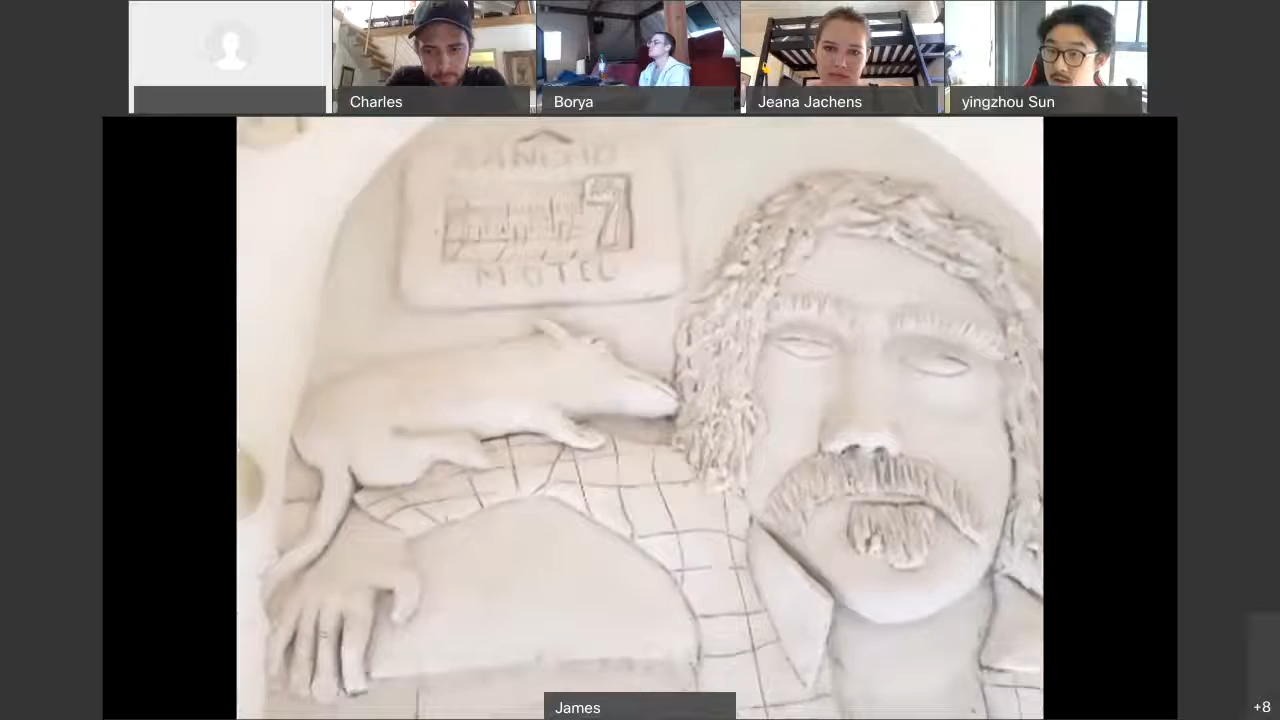 Charles
Borya
Jeana Jachens
yingzhou Sun
RANCHO
7
MOTEL
James
+8